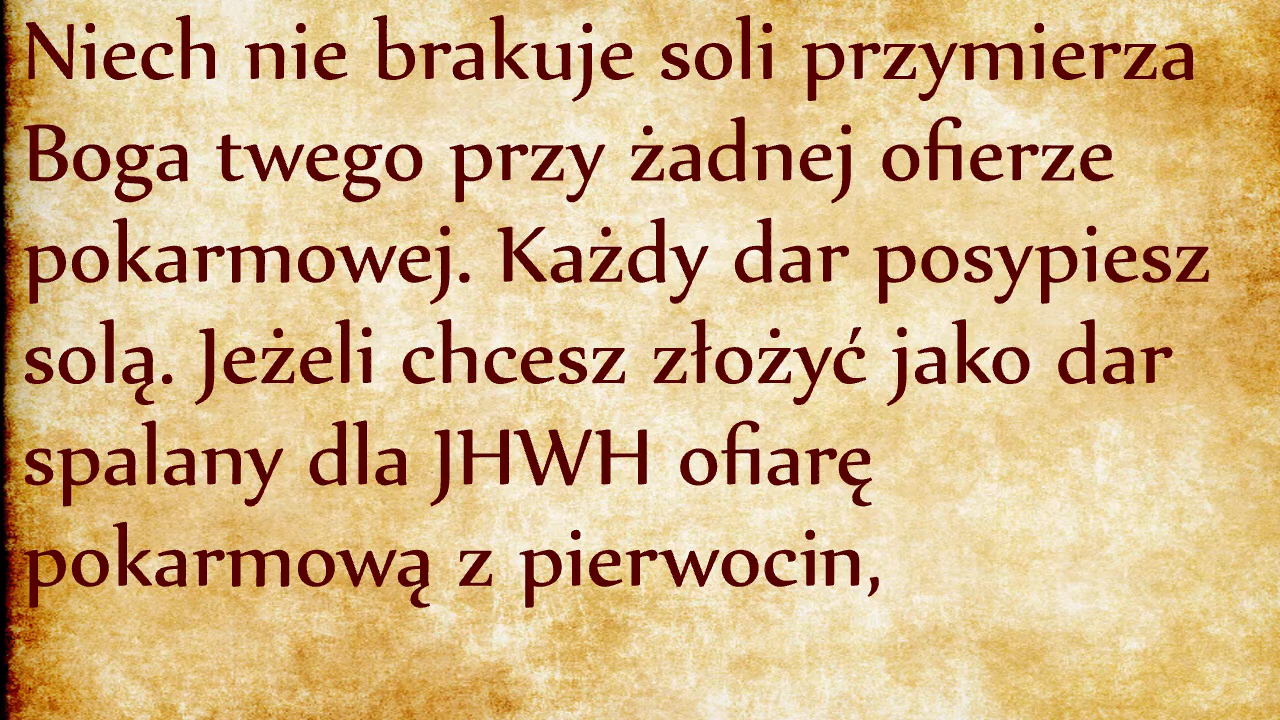 Niech nie brakuje soli przymierza
Boga twego przy żadnej ofierze
pokarmowej. Każdy dar posypiesz
solą. Jeżeli chcesz złożyć jako dar
spalany dla JHWH ofiarę
pokarmową z pierwocin,